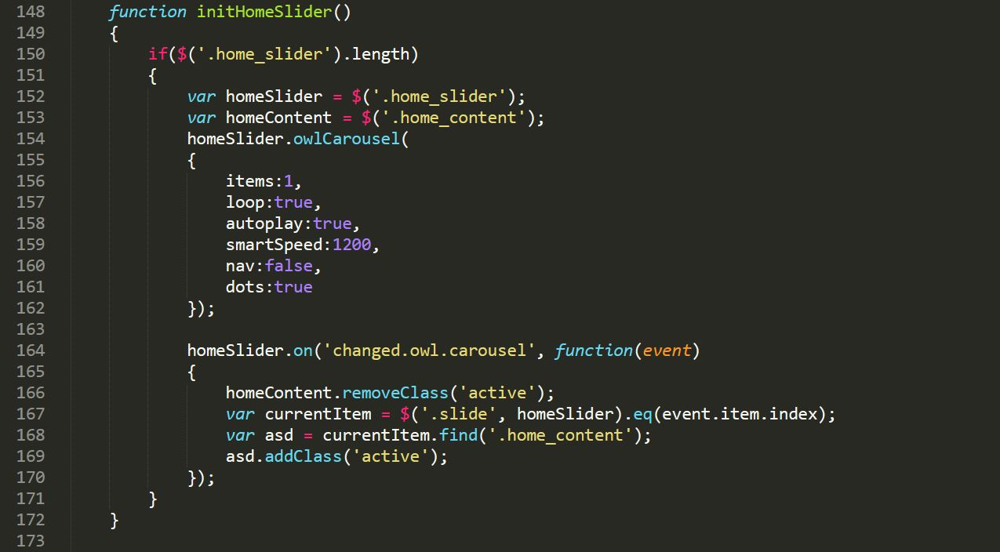 148 function initHomeSlider()
149 {
150 if($('.home_slider').length)
151 {
152 var homeSlider = $('.home_slider');
153 var homeContent = $('.home_content');
154 homeSlider.owlCarousel(
155 {
156 items:1,
157 loop:true,
158 autoplay:true,
159 smartSpeed:1200,
160 nav:false,
161 dots:true
162 });
163
164 homeSlider.on('changed.owl.carousel', function(event)
165 {
166 homeContent.removeClass('active');
167 var currentItem = $('.slide', homeSlider).eq(event.item.index);
168 var asd = currentItem.find('.home_content');
169 asd.addClass('active');
170 });
171 }
172 }
173